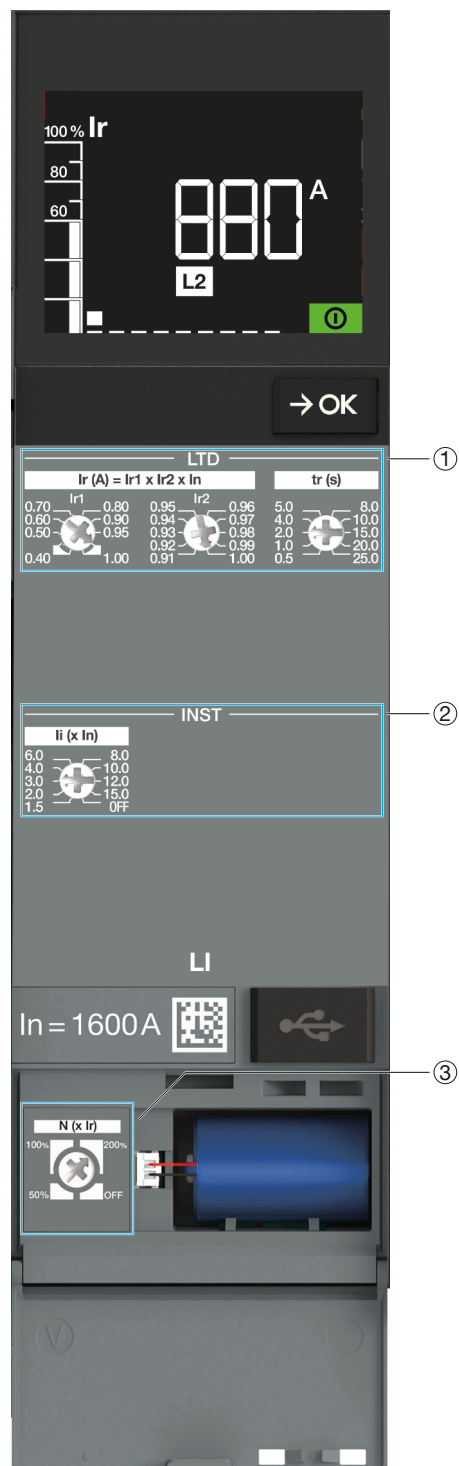 100 % Ir
80
60
880 A
L2
→ OK
1
LTD
Ir (A) = Ir1 x Ir2 x In
tr (s)
Ir1
0.70 0.80
0.60 0.90
0.50 0.95
0.40 1.00
Ir2
0.95 0.96
0.94 0.97
0.93 0.98
0.92 0.99
0.91 1.00
5.0 8.0
4.0 10.0
2.0 15.0
1.0 20.0
0.5 25.0
2
INST
Ii (x In)
6.0 8.0
4.0 10.0
3.0 12.0
2.0 15.0
1.5 OFF
LI
In = 1600 A
3
N (x Ir)
100% 200%
50% OFF
V